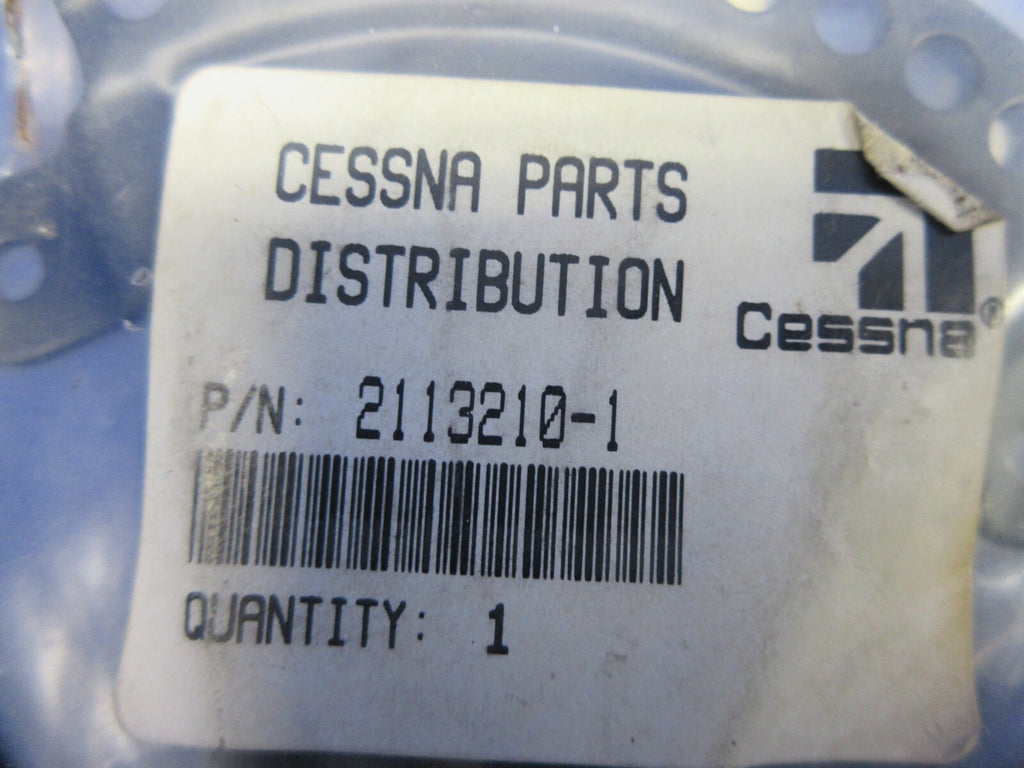 CESSNA PARTS
DISTRIBUTION
Cessna®
P/N: 2113210-1
QUANTITY: 1